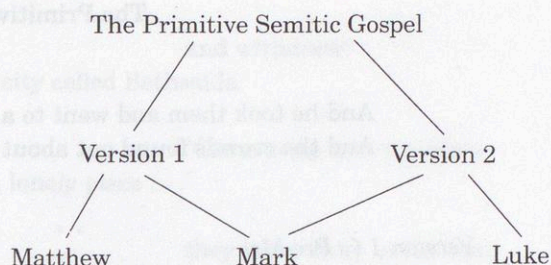 The Primitive Semitic Gospel
Version 1 Version 2
Matthew Mark Luke